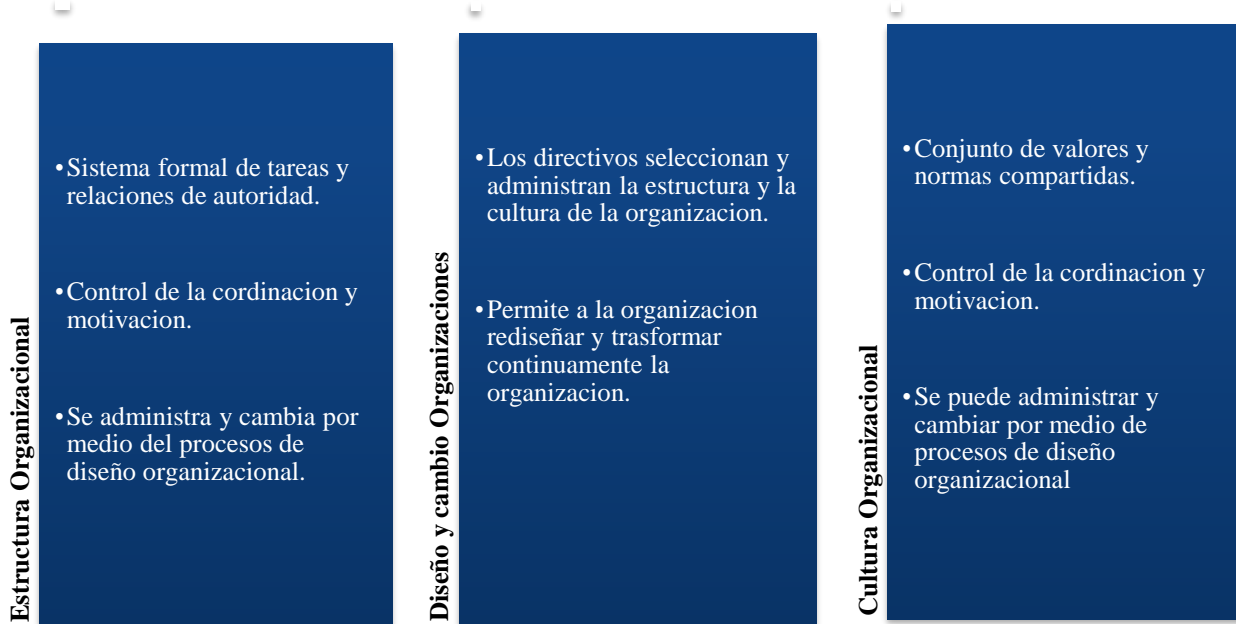 Estructura Organizacional
•Sistema formal de tareas y
relaciones de autoridad.
•Control de la cordinacion y
motivacion.
•Se administra y cambia por
medio del procesos de
diseño organizacional.
Diseño y cambio Organizaciones
•Los directivos seleccionan y
administran la estructura y la
cultura de la organizacion.
•Permite a la organizacion
rediseñar y trasformar
continuamente la
organizacion.
Cultura Organizacional
•Conjunto de valores y
normas compartidas.
•Control de la cordinacion y
motivacion.
•Se puede administrar y
cambiar por medio de
procesos de diseño
organizacional